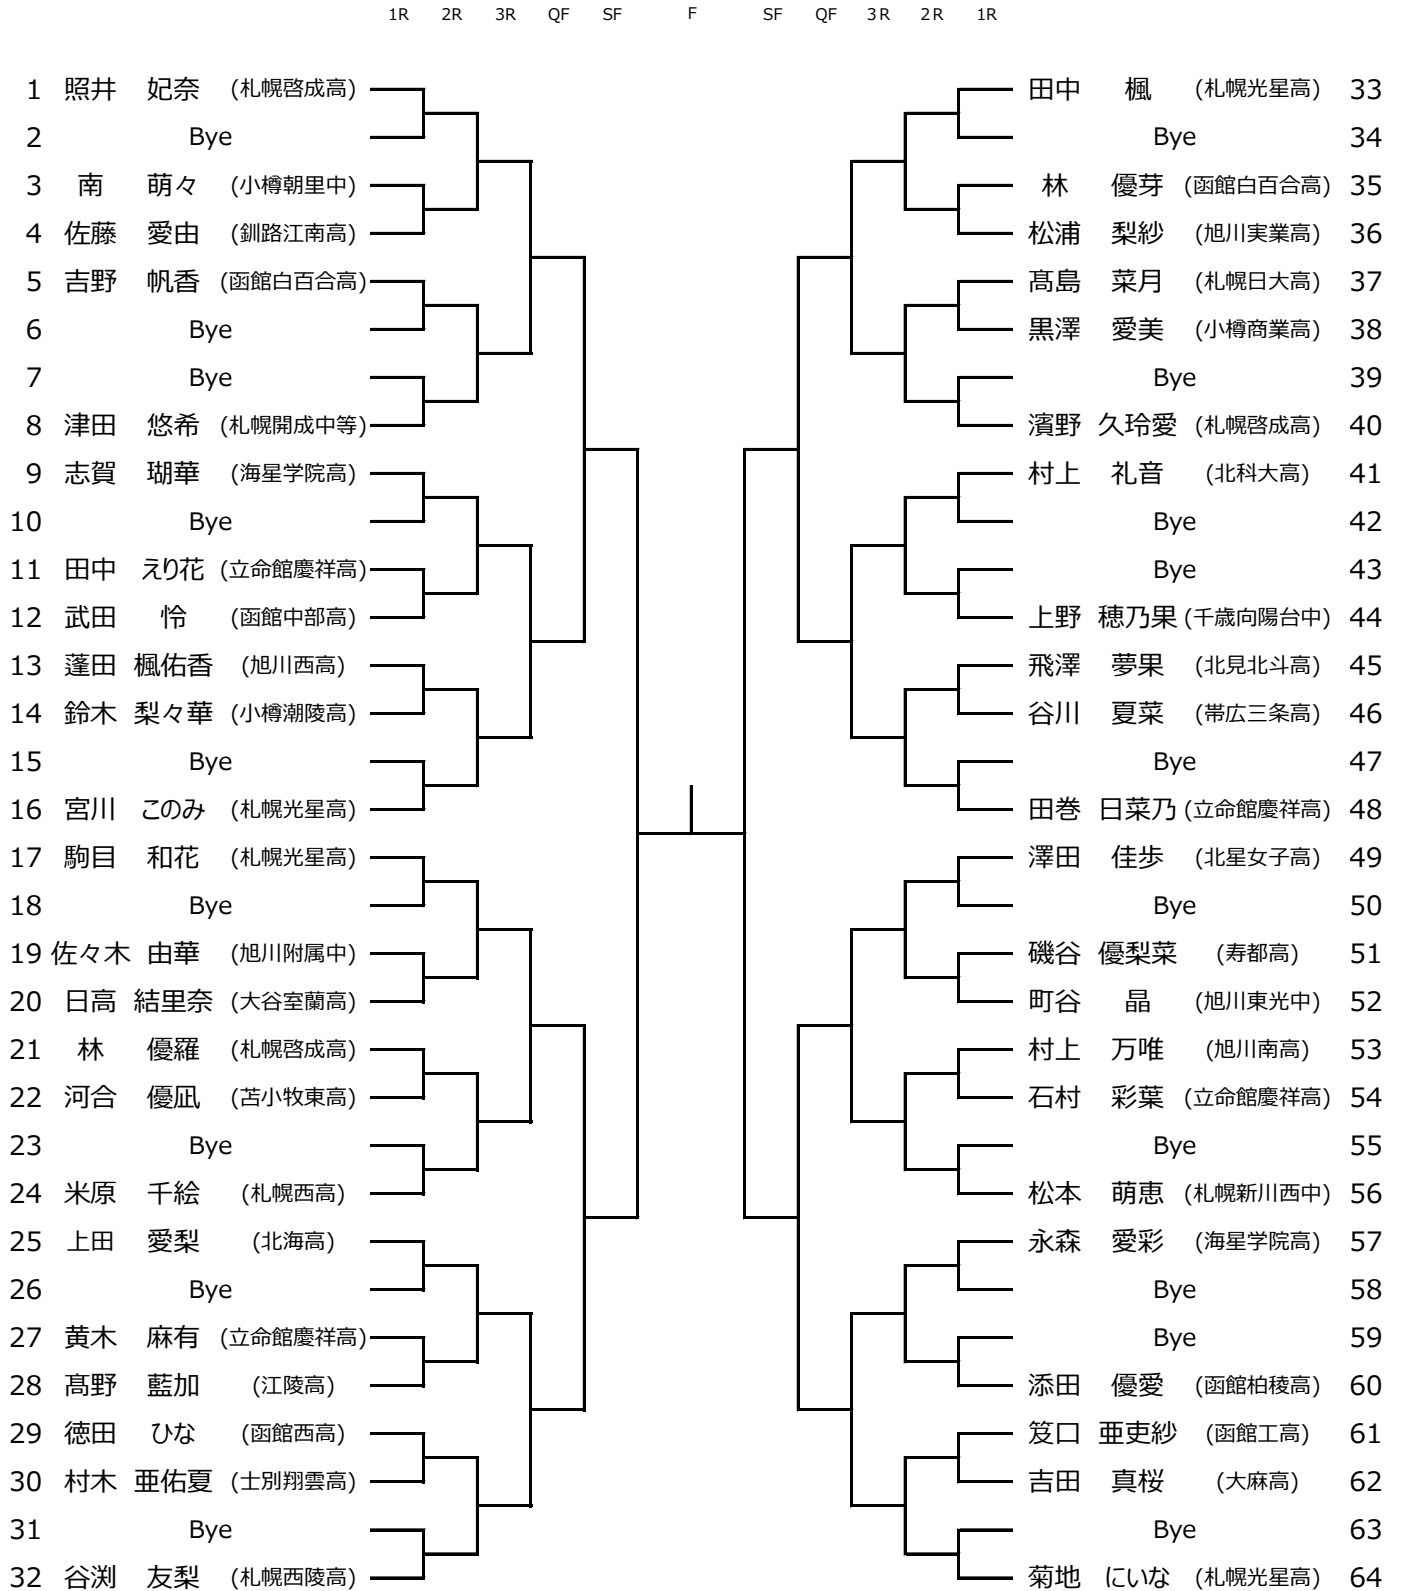 1R 2R 3R QF SF F SF QF 3R 2R 1R
1 照井 妃奈 (札幌啓成高) 田中 楓 (札幌光星高) 33
2 Bye Bye 34
3 南 萌々 (小樽朝里中) 林 優芽 (函館白百合高) 35
4 佐藤 愛由 (釧路江南高) 松浦 梨紗 (旭川実業高) 36
5 吉野 帆香 (函館白百合高) 髙島 菜月 (札幌日大高) 37
6 Bye 黒澤 愛美 (小樽商業高) 38
7 Bye Bye 39
8 津田 悠希 (札幌開成中等) 濱野 久玲愛 (札幌啓成高) 40
9 志賀 瑚華 (海星学院高) 村上 礼音 (北科大高) 41
10 Bye Bye 42
11 田中 えり花 (立命館慶祥高) Bye 43
12 武田 怜 (函館中部高) 上野 穂乃果 (千歳向陽台中) 44
13 蓬田 楓佑香 (旭川西高) 飛澤 夢果 (北見北斗高) 45
14 鈴木 梨々華 (小樽潮陵高) 谷川 夏菜 (帯広三条高) 46
15 Bye Bye 47
16 宮川 このみ (札幌光星高) 田巻 日菜乃 (立命館慶祥高) 48
17 駒目 和花 (札幌光星高) 澤田 佳歩 (北星女子高) 49
18 Bye Bye 50
19 佐々木 由華 (旭川附属中) 磯谷 優梨菜 (寿都高) 51
20 日高 結里奈 (大谷室蘭高) 町谷 晶 (旭川東光中) 52
21 林 優羅 (札幌啓成高) 村上 万唯 (旭川南高) 53
22 河合 優凪 (苫小牧東高) 石村 彩葉 (立命館慶祥高) 54
23 Bye Bye 55
24 米原 千絵 (札幌西高) 松本 萌恵 (札幌新川西中) 56
25 上田 愛梨 (北海高) 永森 愛彩 (海星学院高) 57
26 Bye Bye 58
27 黄木 麻有 (立命館慶祥高) Bye 59
28 髙野 藍加 (江陵高) 添田 優愛 (函館柏稜高) 60
29 徳田 ひな (函館西高) 笈口 亜吏紗 (函館工高) 61
30 村木 亜佑夏 (士別翔雲高) 吉田 真桜 (大麻高) 62
31 Bye Bye 63
32 谷渕 友梨 (札幌西陵高) 菊地 にいな (札幌光星高) 64